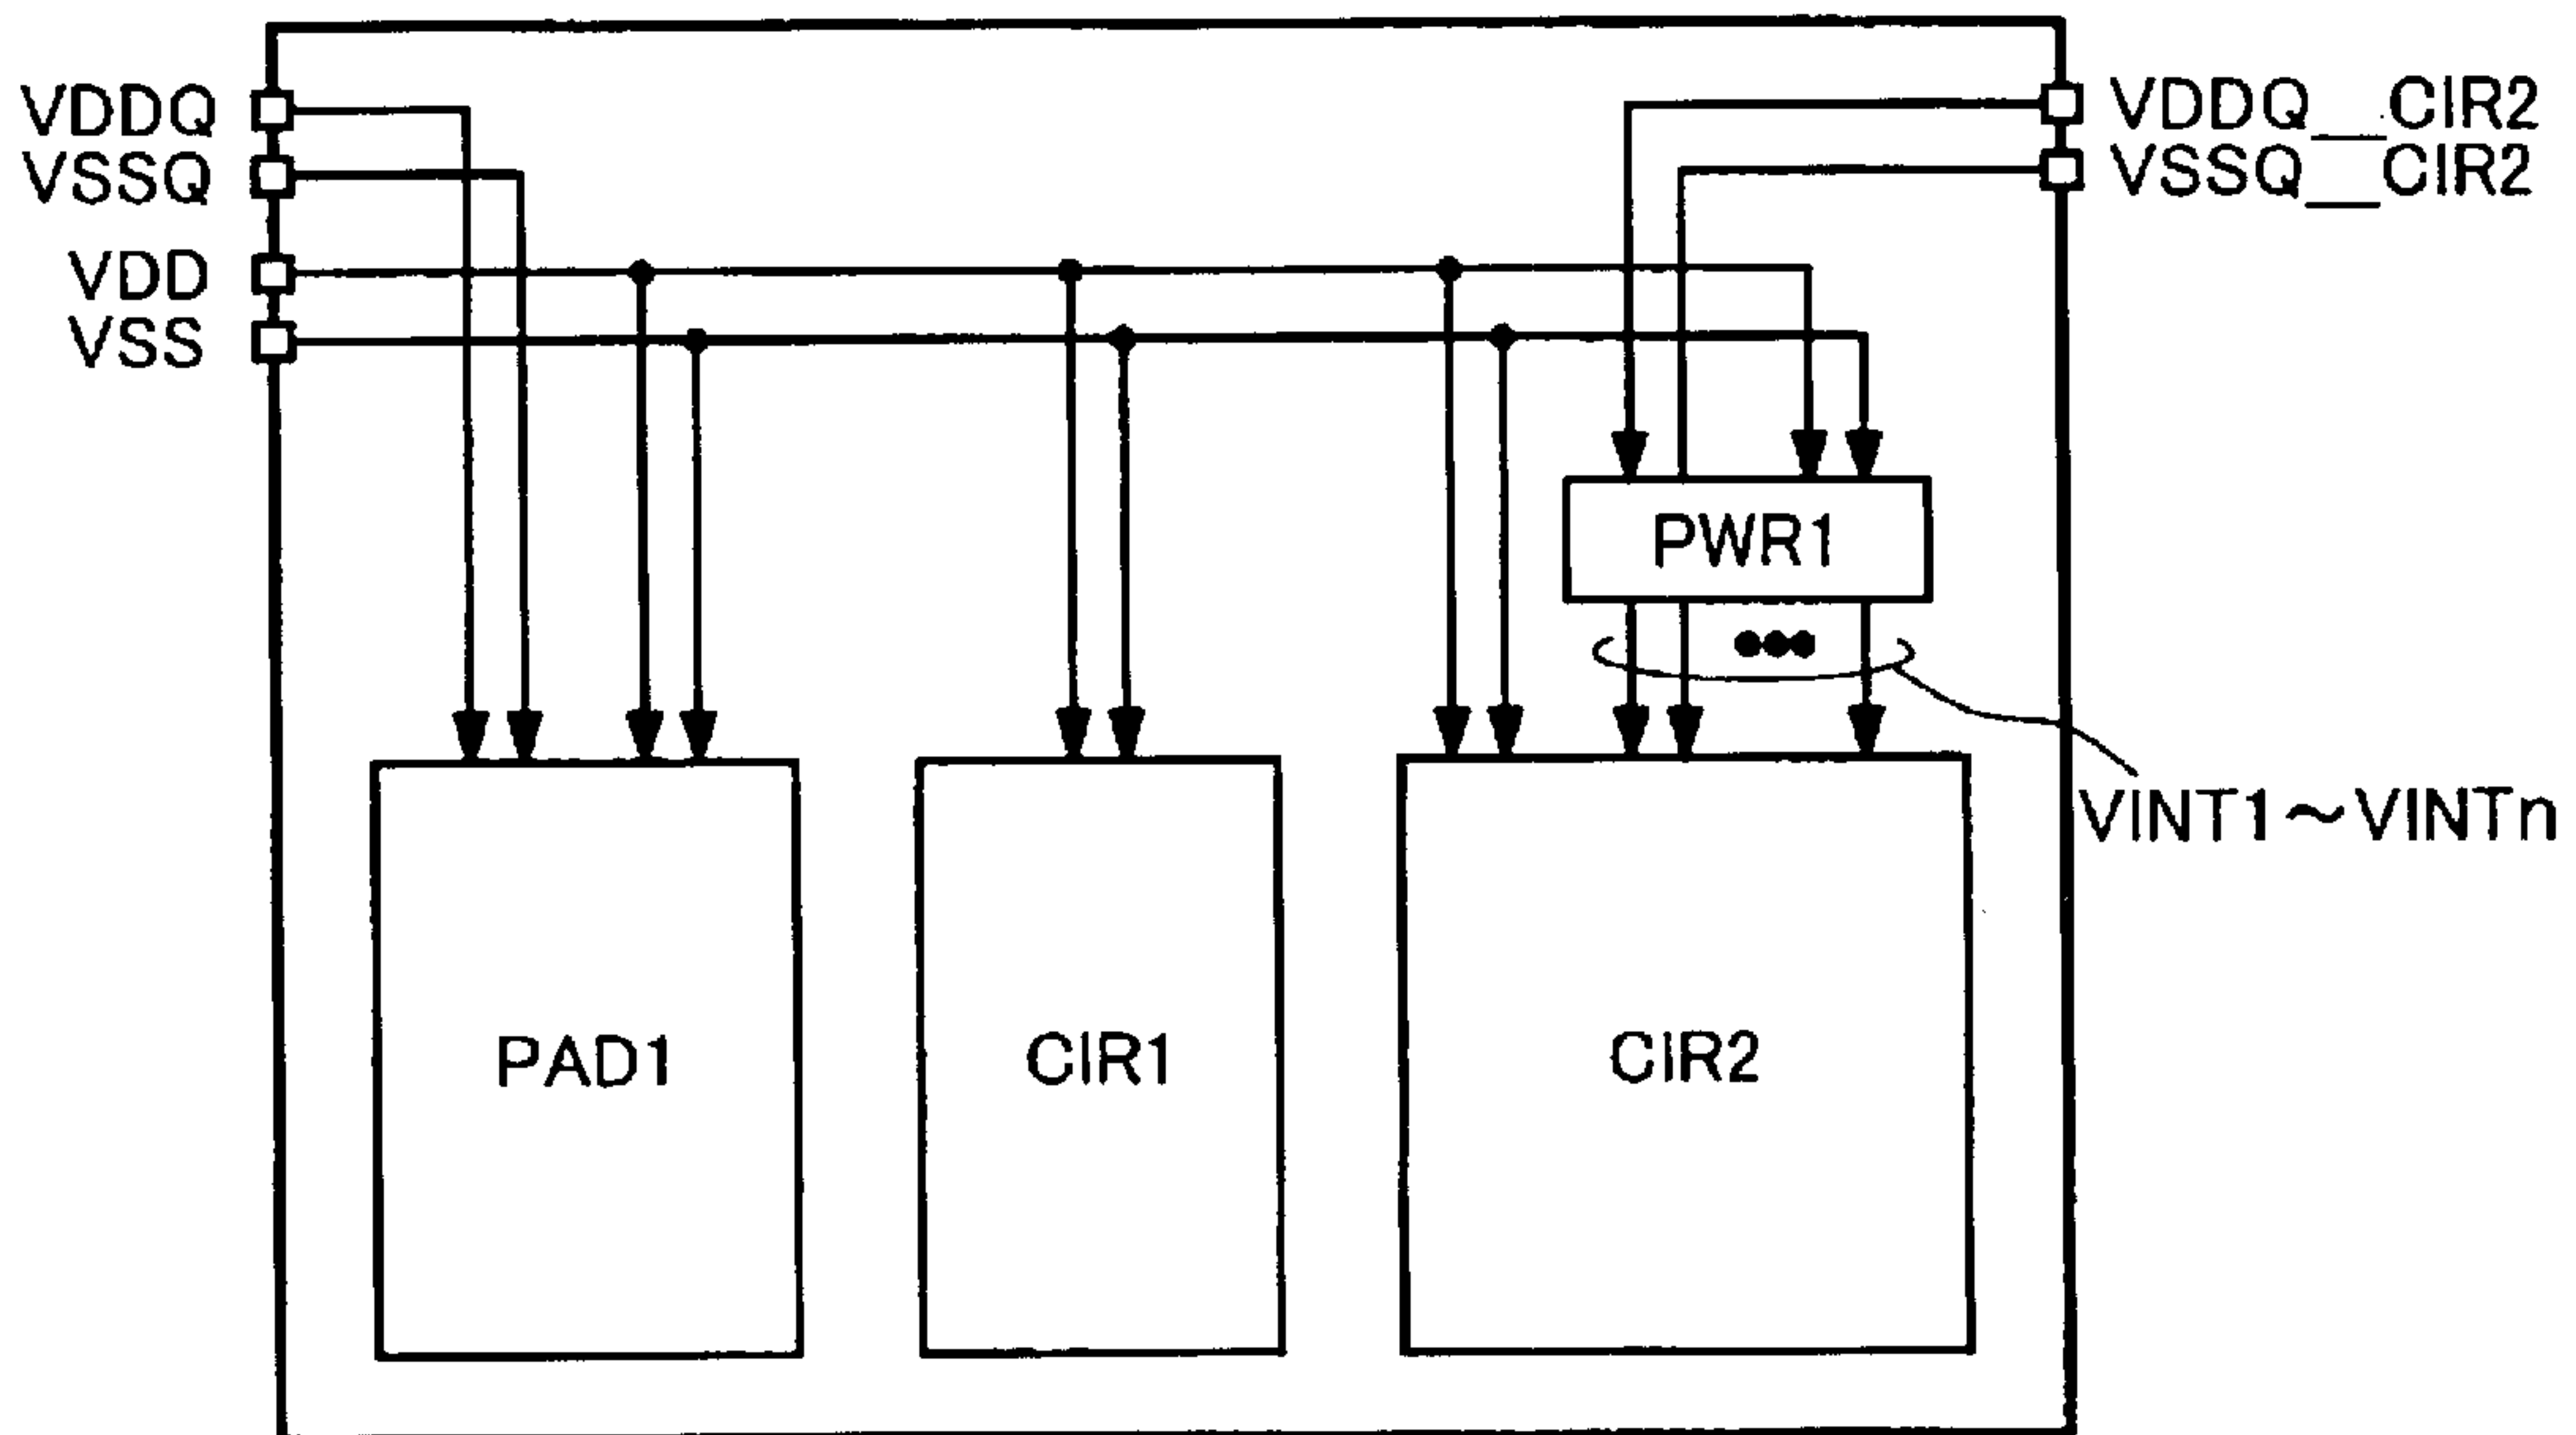 VDDQ
VSSQ
VDD
VSS
VDDQ__CIR2
VSSQ__CIR2
PWR1
VINT1~VINTn
PAD1
CIR1
CIR2